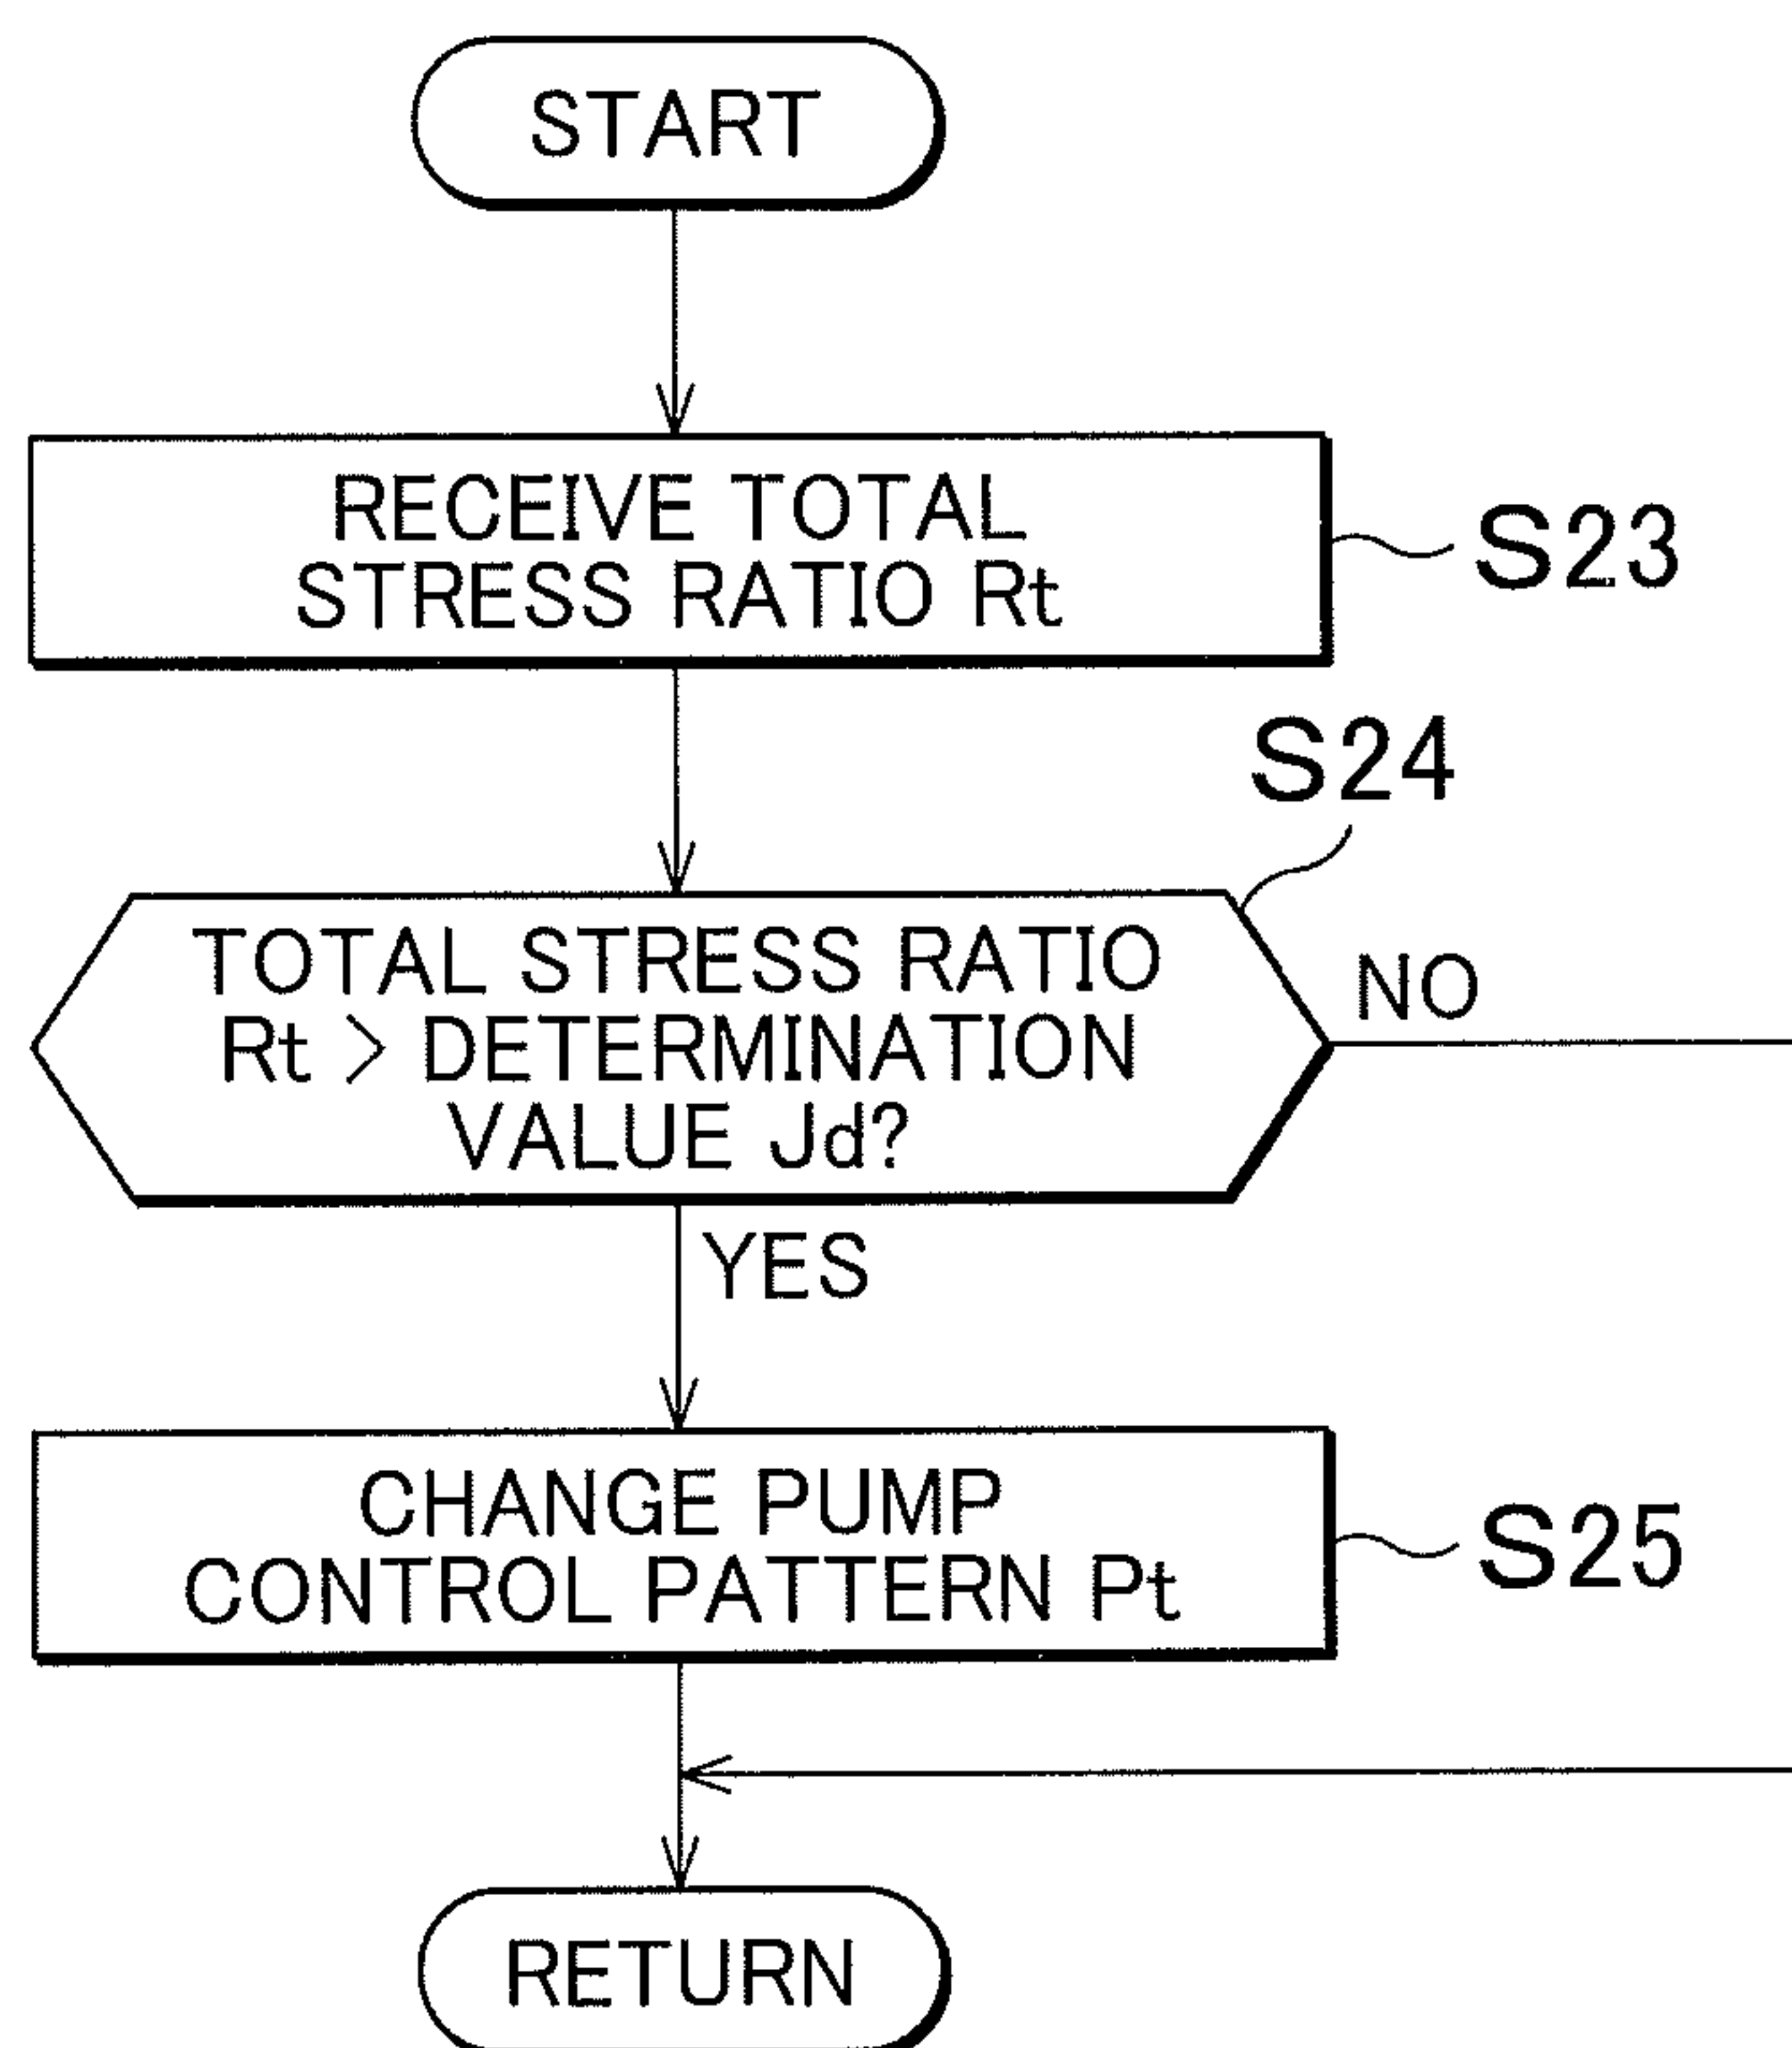 START
RECEIVE TOTAL
STRESS RATIO Rt
S23
S24
TOTAL STRESS RATIO
Rt > DETERMINATION
VALUE Jd?
NO
YES
CHANGE PUMP
CONTROL PATTERN Pt
S25
RETURN